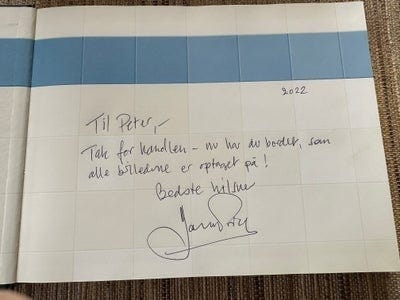 2022
Til Peter,-
Tak for handlen - nu har du bordet, som
alle billederne er optaget på!
Bedste hilsner